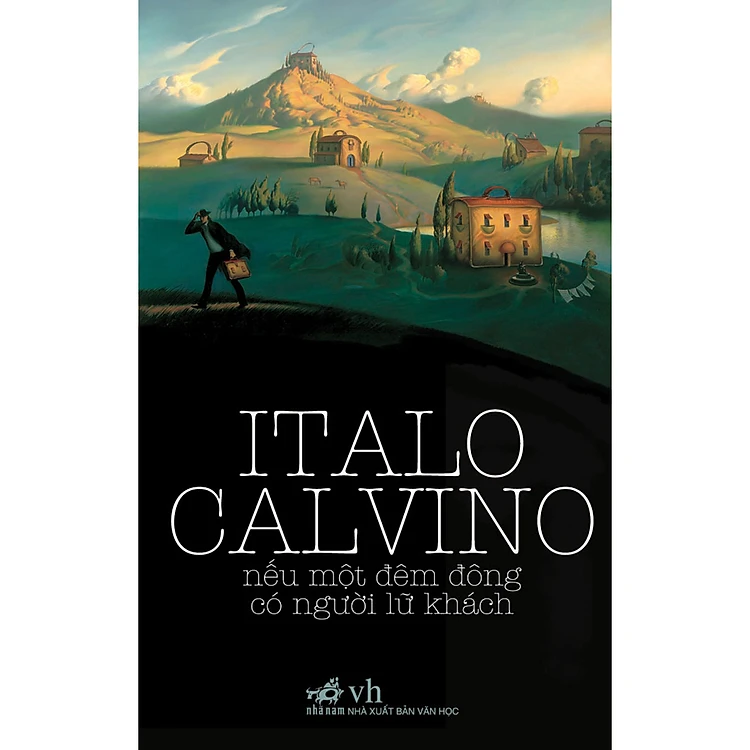 ITALO
CALVINO
nếu một đêm đông
có người lữ khách
vh
nhã nam NHÀ XUẤT BẢN VĂN HỌC